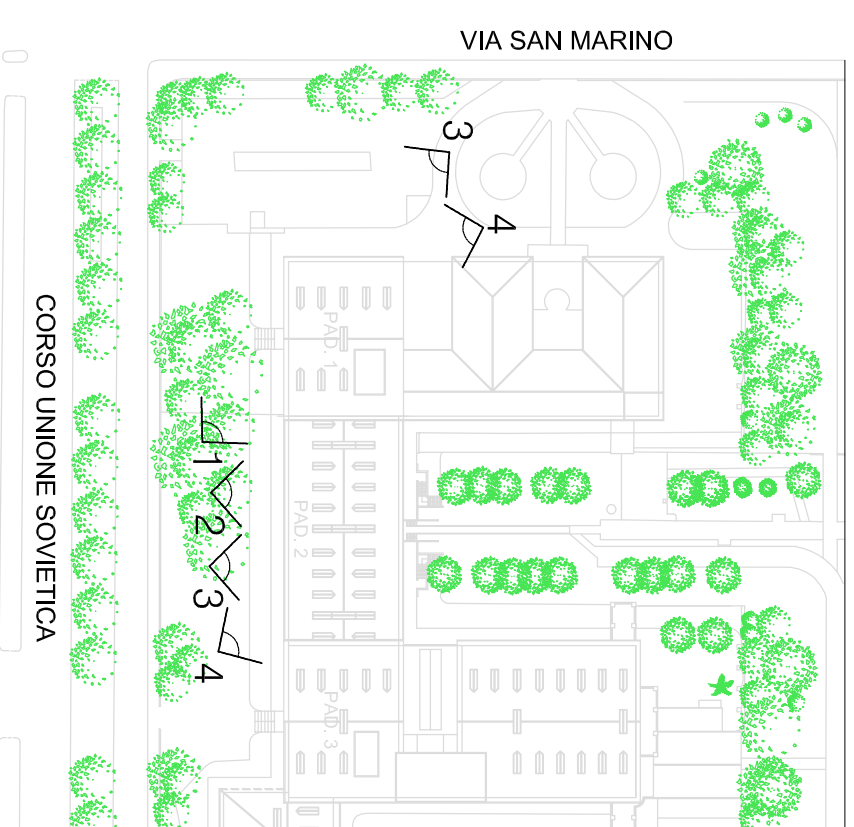 VIA SAN MARINO
3
4
PAD. 1
CORSO UNIONE SOVIETICA
1
2
PAD. 2
3
4
PAD. 3